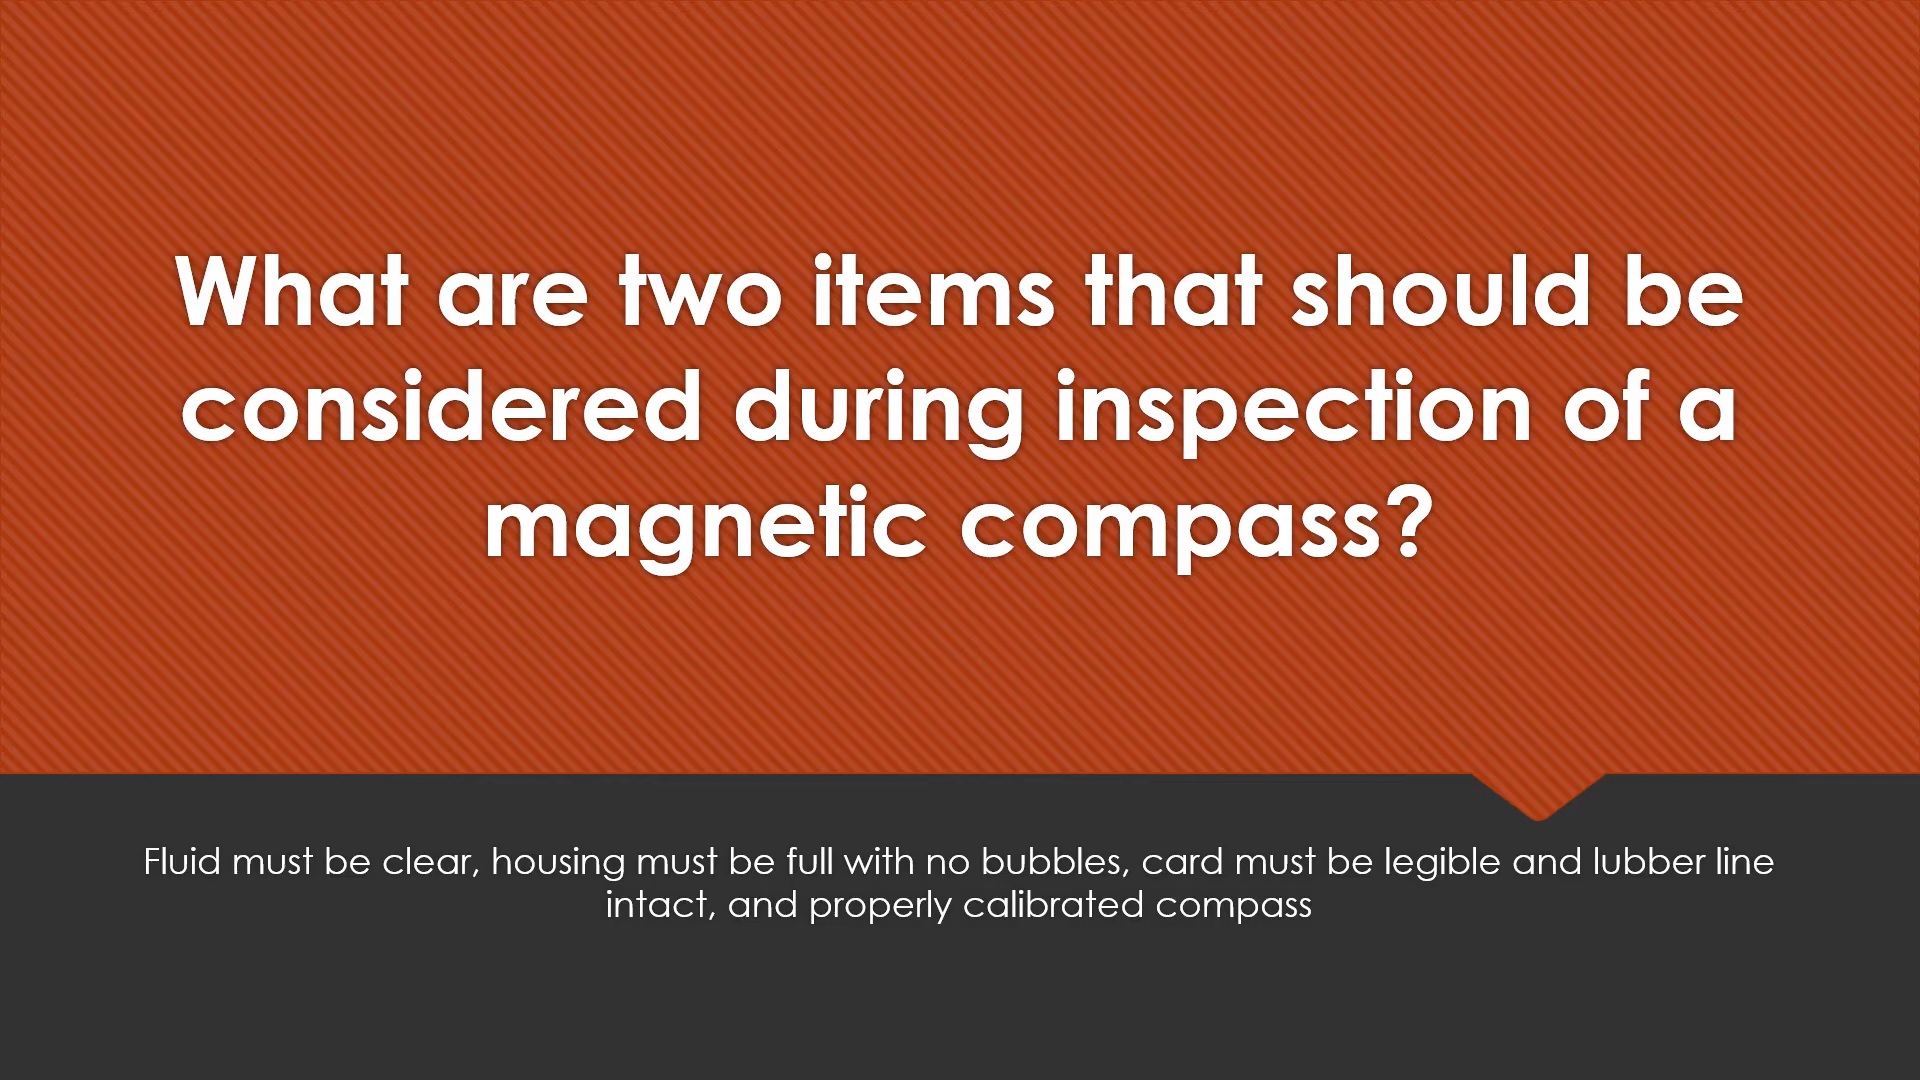 What are two items that should be
considered during inspection of a
magnetic compass?
Fluid must be clear, housing must be full with no bubbles, card must be legible and lubber line
intact, and properly calibrated compass